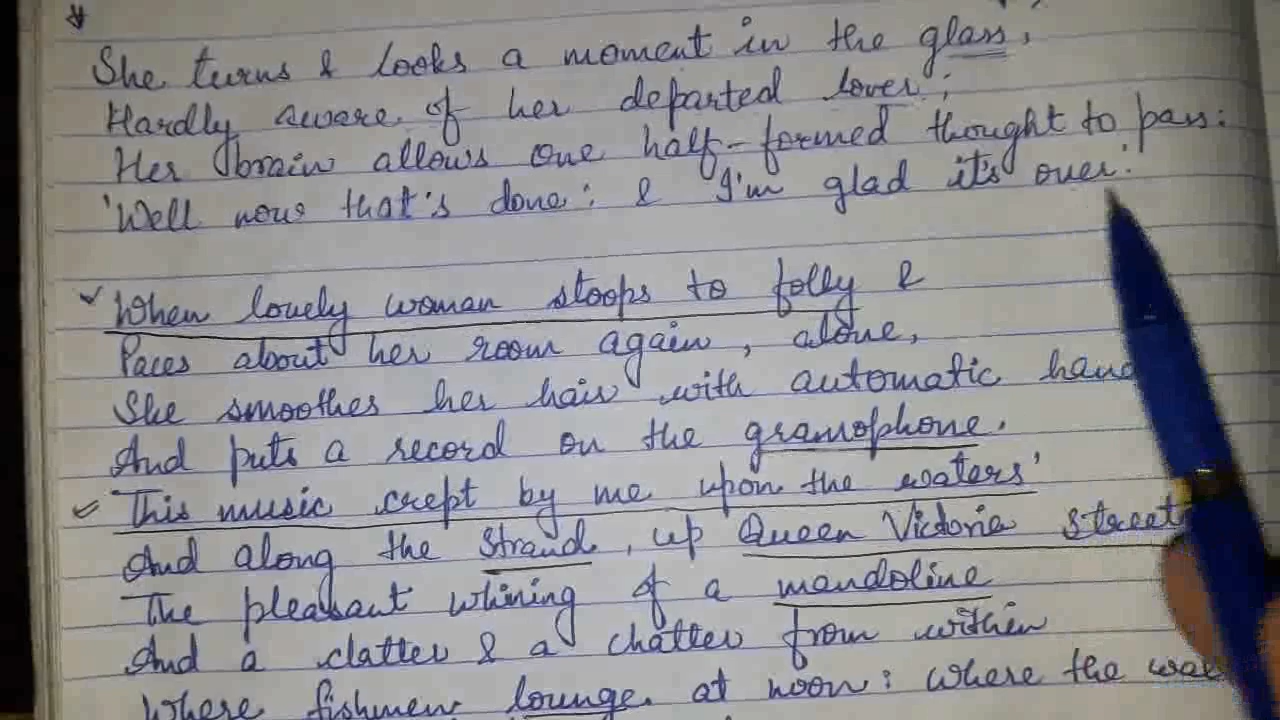 She turns & looks a moment in the glass,
Hardly aware of her departed lover;
Her brain allows one half-formed thought to pass:
'Well now that's done: & I'm glad it's over.'
When lovely woman stoops to folly &
Paces about her room again, alone,
She smoothes her hair with automatic hand
And puts a record on the gramophone.
This music crept by me upon the waters'
And along the Strand, up Queen Victoria street
The pleasant whining of a mandoline
And a clatter & a chatter from within
Where fishmen lounge at noon: where the wal